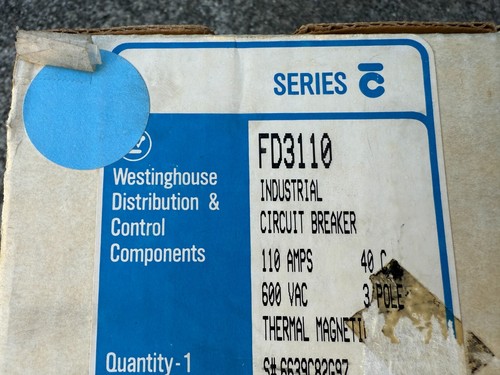 SERIES C
FD3110
INDUSTRIAL
CIRCUIT BREAKER
110 AMPS 40 C
600 VAC 3 POLE
THERMAL MAGNETI
S# 6639C82G97
Westinghouse
Distribution &
Control
Components
Quantity-1